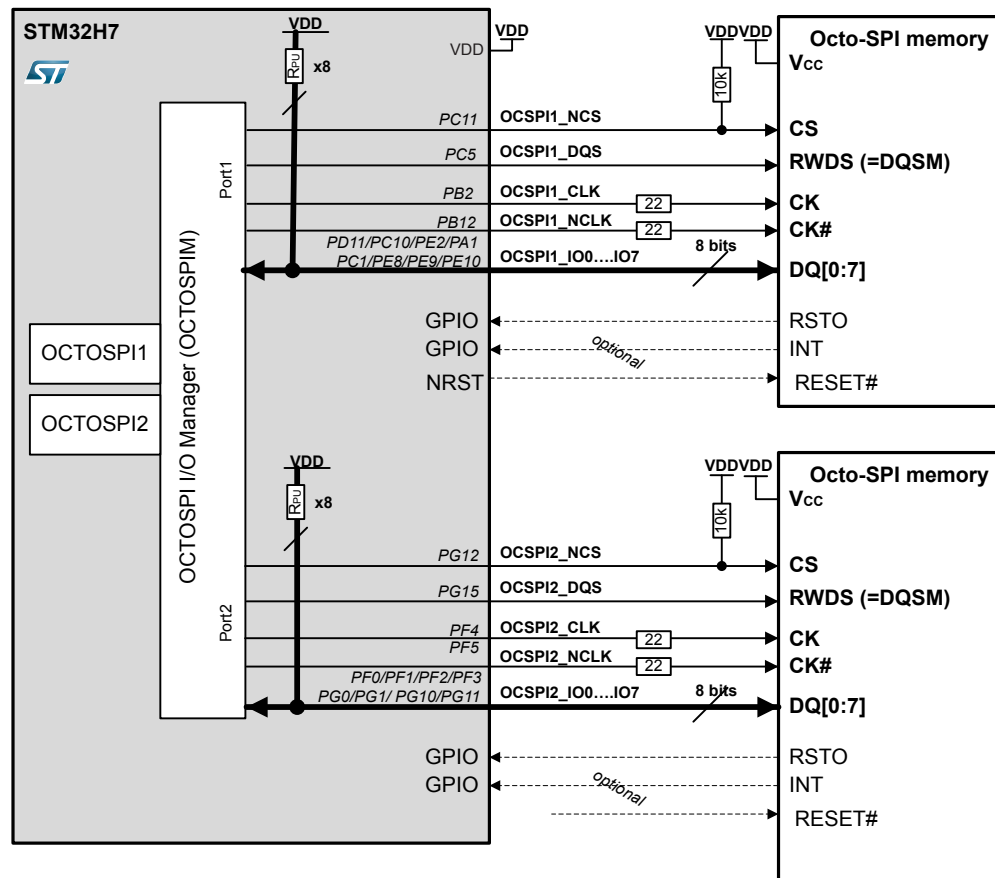 STM32H7
ST
VDD
RPU
x8
VDD
VDD
VDD
VDD
10k
Octo-SPI memory
Vcc
PC11
OCSPI1_NCS
CS
PC5
OCSPI1_DQS
RWDS (=DQSM)
Port1
PB2
OCSPI1_CLK
22
CK
PB12
OCSPI1_NCLK
22
CK#
PD11/PC10/PE2/PA1
PC1/PE8/PE9/PE10
OCSPI1_IO0....IO7
8 bits
DQ[0:7]
GPIO
RSTO
GPIO
optional
INT
NRST
RESET#
OCTOSPI1
OCTOSPI2
OCTOSPI I/O Manager (OCTOSPIM)
VDD
RPU
x8
VDD
VDD
10k
Octo-SPI memory
Vcc
PG12
OCSPI2_NCS
CS
PG15
OCSPI2_DQS
RWDS (=DQSM)
Port2
PF4
OCSPI2_CLK
22
CK
PF5
OCSPI2_NCLK
22
CK#
PF0/PF1/PF2/PF3
PG0/PG1/ PG10/PG11
OCSPI2_IO0....IO7
8 bits
DQ[0:7]
GPIO
RSTO
GPIO
optional
INT
RESET#